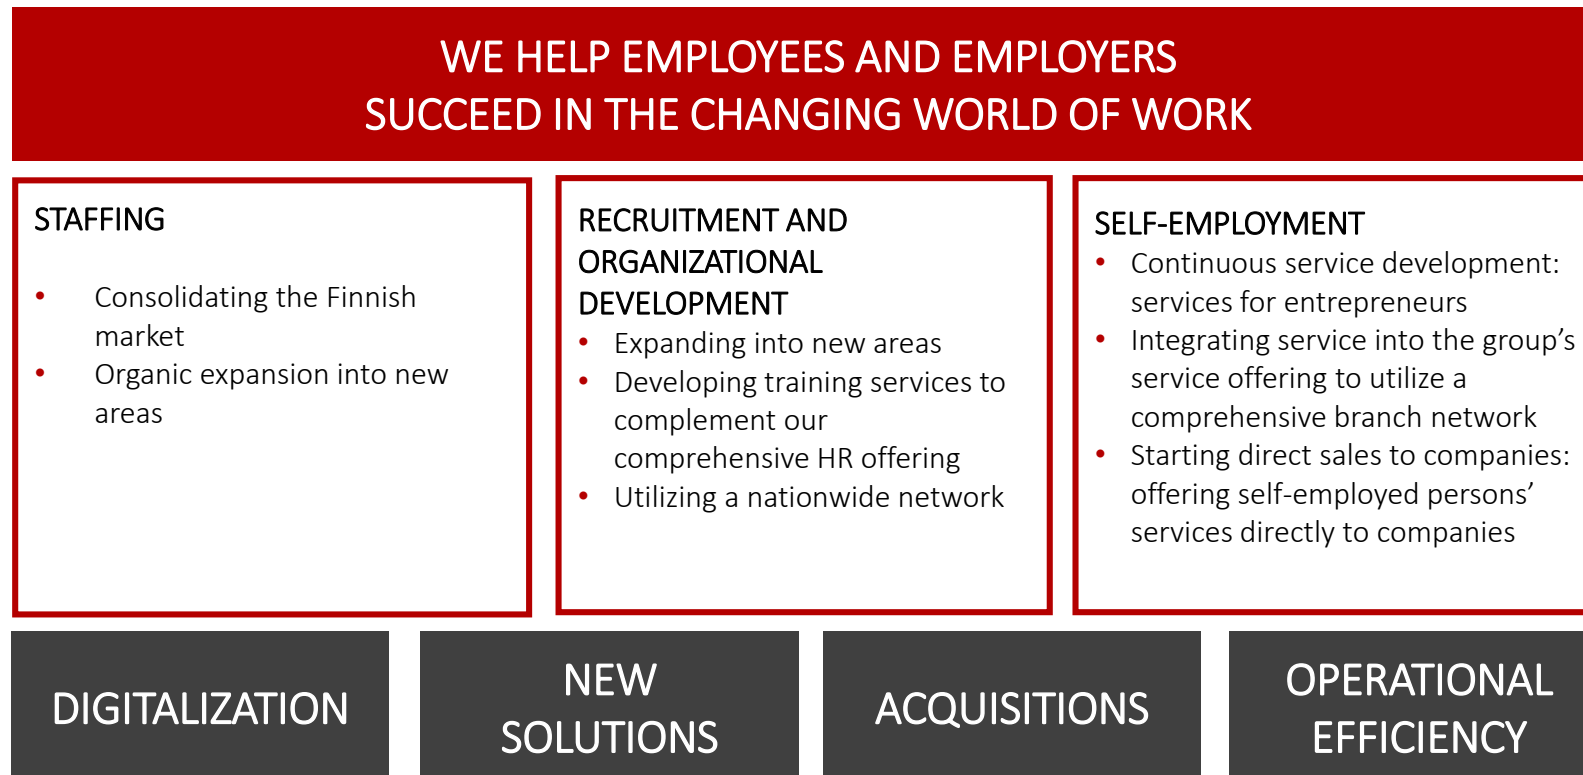 WE HELP EMPLOYEES AND EMPLOYERS
SUCCEED IN THE CHANGING WORLD OF WORK
STAFFING
• Consolidating the Finnish
market
• Organic expansion into new
areas
RECRUITMENT AND
ORGANIZATIONAL
DEVELOPMENT
• Expanding into new areas
• Developing training services to
complement our
comprehensive HR offering
• Utilizing a nationwide network
SELF-EMPLOYMENT
• Continuous service development:
services for entrepreneurs
• Integrating service into the group’s
service offering to utilize a
comprehensive branch network
• Starting direct sales to companies:
offering self-employed persons’
services directly to companies
DIGITALIZATION
NEW
SOLUTIONS
ACQUISITIONS
OPERATIONAL
EFFICIENCY